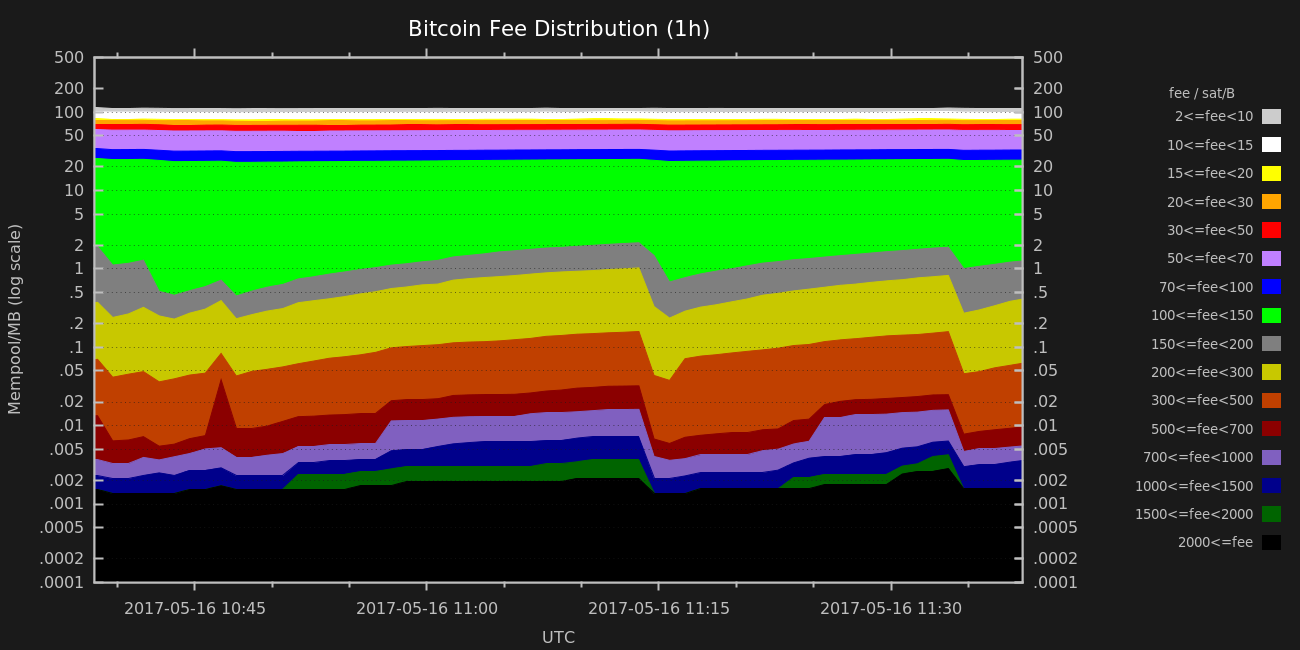 Bitcoin Fee Distribution (1h)
Mempool/MB (log scale)
500
200
100
50
20
10
5
2
1
.5
.2
.1
.05
.02
.01
.005
.002
.001
.0005
.0002
.0001
500
200
100
50
20
10
5
2
1
.5
.2
.1
.05
.02
.01
.005
.002
.001
.0005
.0002
.0001
2017-05-16 10:45
2017-05-16 11:00
2017-05-16 11:15
2017-05-16 11:30
UTC
fee / sat/B
2<=fee<10
10<=fee<15
15<=fee<20
20<=fee<30
30<=fee<50
50<=fee<70
70<=fee<100
100<=fee<150
150<=fee<200
200<=fee<300
300<=fee<500
500<=fee<700
700<=fee<1000
1000<=fee<1500
1500<=fee<2000
2000<=fee